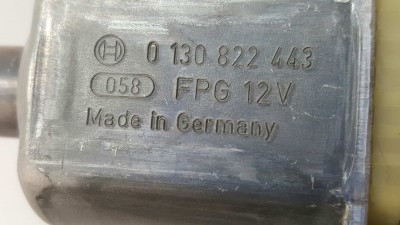 0 130 822 443
058 FPG 12V
Made in Germany